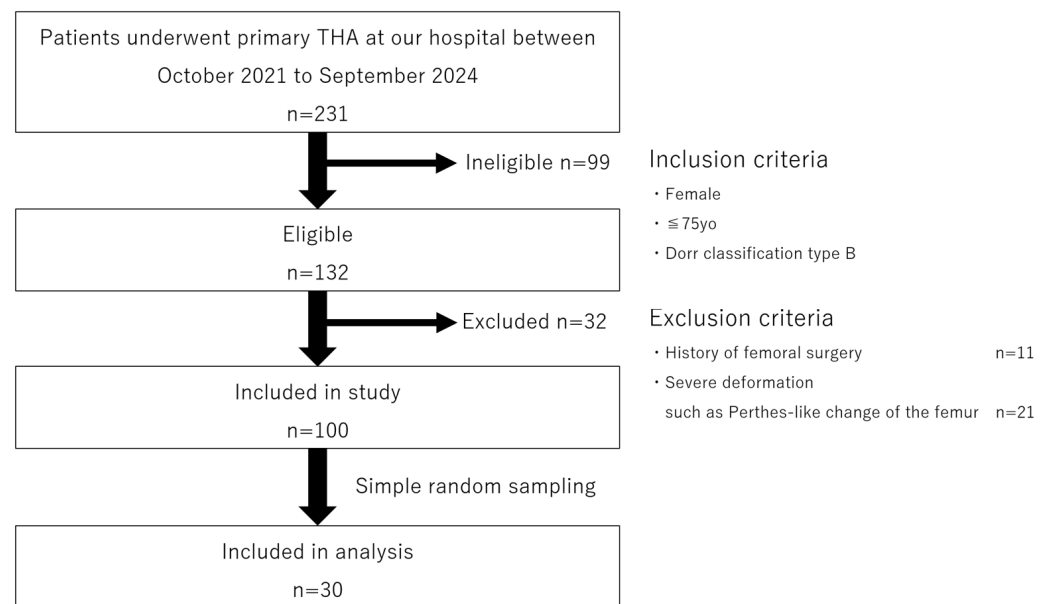 Patients underwent primary THA at our hospital between
October 2021 to September 2024
n=231
Ineligible n=99
Inclusion criteria
・Female
・≦75yo
・Dorr classification type B
Eligible
n=132
Excluded n=32
Exclusion criteria
・History of femoral surgery n=11
・Severe deformation
such as Perthes-like change of the femur n=21
Included in study
n=100
Simple random sampling
Included in analysis
n=30